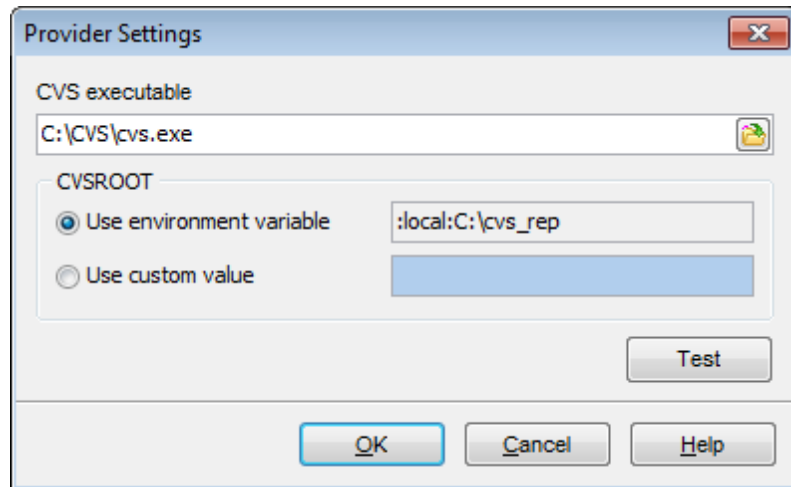 Provider Settings
CVS executable
C:\CVS\cvs.exe
CVSROOT
Use environment variable
:local:C:\cvs_rep
Use custom value
Test
OK
Cancel
Help